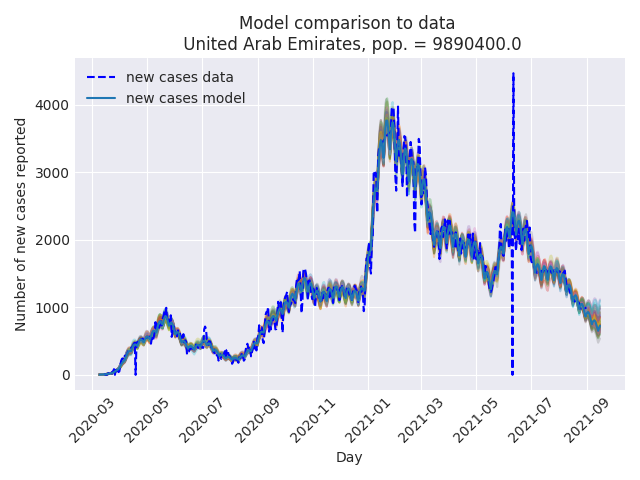 Model comparison to data
United Arab Emirates, pop. = 9890400.0
new cases data
new cases model
Number of new cases reported
4000
3000
2000
1000
0
2020-03
2020-05
2020-07
2020-09
2020-11
2021-01
2021-03
2021-05
2021-07
2021-09
Day